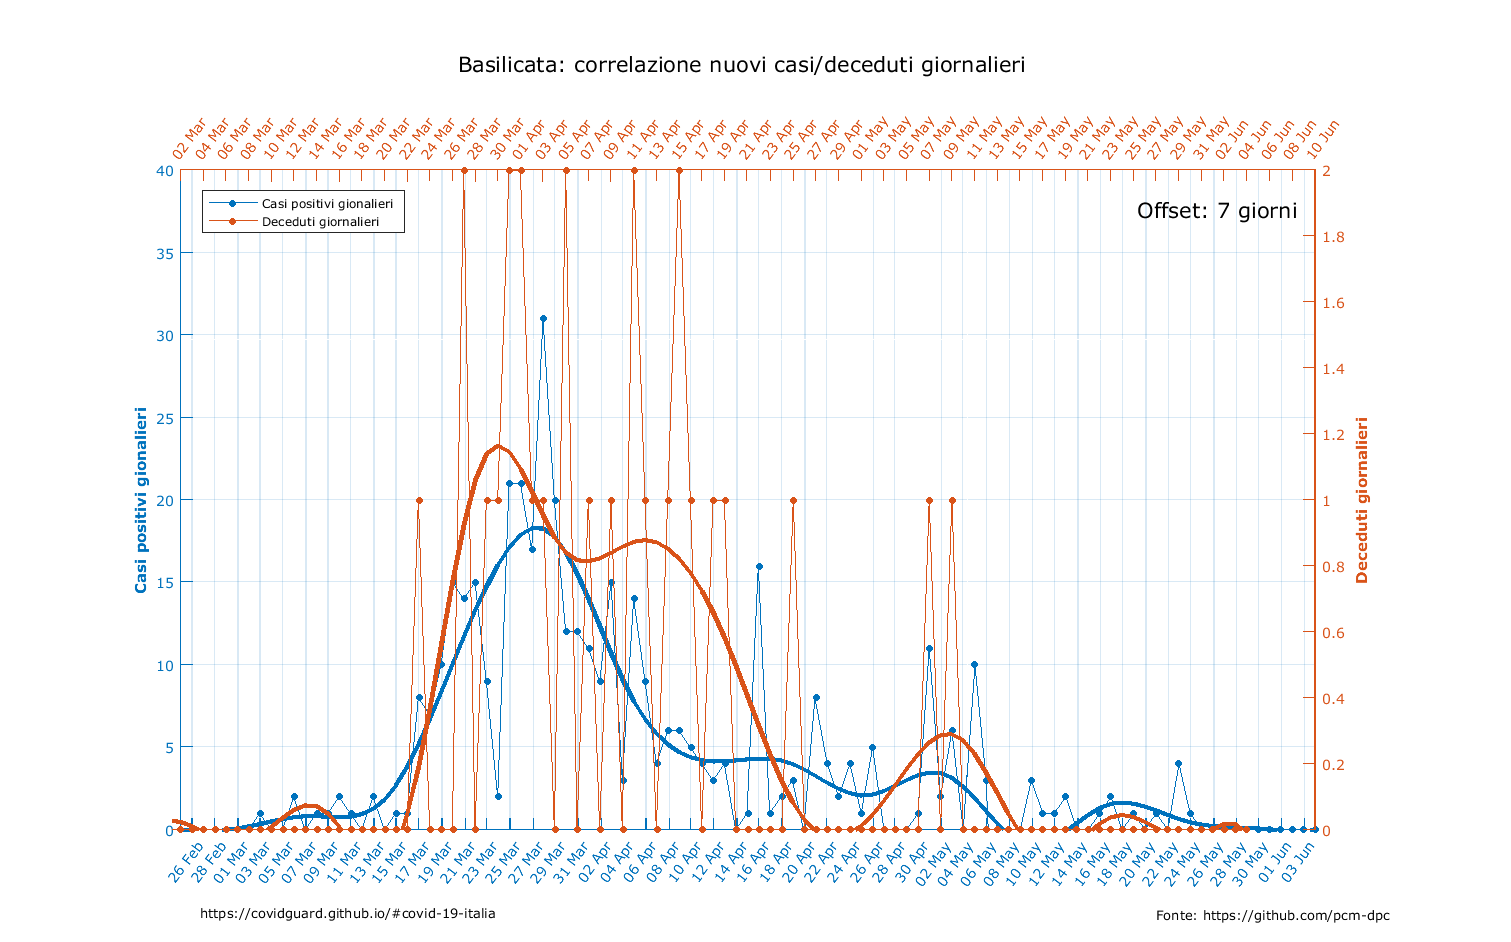 Basilicata: correlazione nuovi casi/deceduti giornalieri
02 Mar 04 Mar 06 Mar 08 Mar 10 Mar 12 Mar 14 Mar 16 Mar 18 Mar 20 Mar 22 Mar 24 Mar 26 Mar 28 Mar 30 Mar 01 Apr 03 Apr 05 Apr 07 Apr 09 Apr 11 Apr 13 Apr 15 Apr 17 Apr 19 Apr 21 Apr 23 Apr 25 Apr 27 Apr 29 Apr 01 May 03 May 05 May 07 May 09 May 11 May 13 May 15 May 17 May 19 May 21 May 23 May 25 May 27 May 29 May 31 May 02 Jun 04 Jun 06 Jun 08 Jun 10 Jun
Casi positivi gionalieri
Deceduti giornalieri
Offset: 7 giorni
40
35
30
25
20
15
10
5
0
Casi positivi gionalieri
2
1.8
1.6
1.4
1.2
1
0.8
0.6
0.4
0.2
0
Deceduti giornalieri
26 Feb 28 Feb 01 Mar 03 Mar 05 Mar 07 Mar 09 Mar 11 Mar 13 Mar 15 Mar 17 Mar 19 Mar 21 Mar 23 Mar 25 Mar 27 Mar 29 Mar 31 Mar 02 Apr 04 Apr 06 Apr 08 Apr 10 Apr 12 Apr 14 Apr 16 Apr 18 Apr 20 Apr 22 Apr 24 Apr 26 Apr 28 Apr 30 Apr 02 May 04 May 06 May 08 May 10 May 12 May 14 May 16 May 18 May 20 May 22 May 24 May 26 May 28 May 30 May 01 Jun 03 Jun
https://covidguard.github.io/#covid-19-italia
Fonte: https://github.com/pcm-dpc